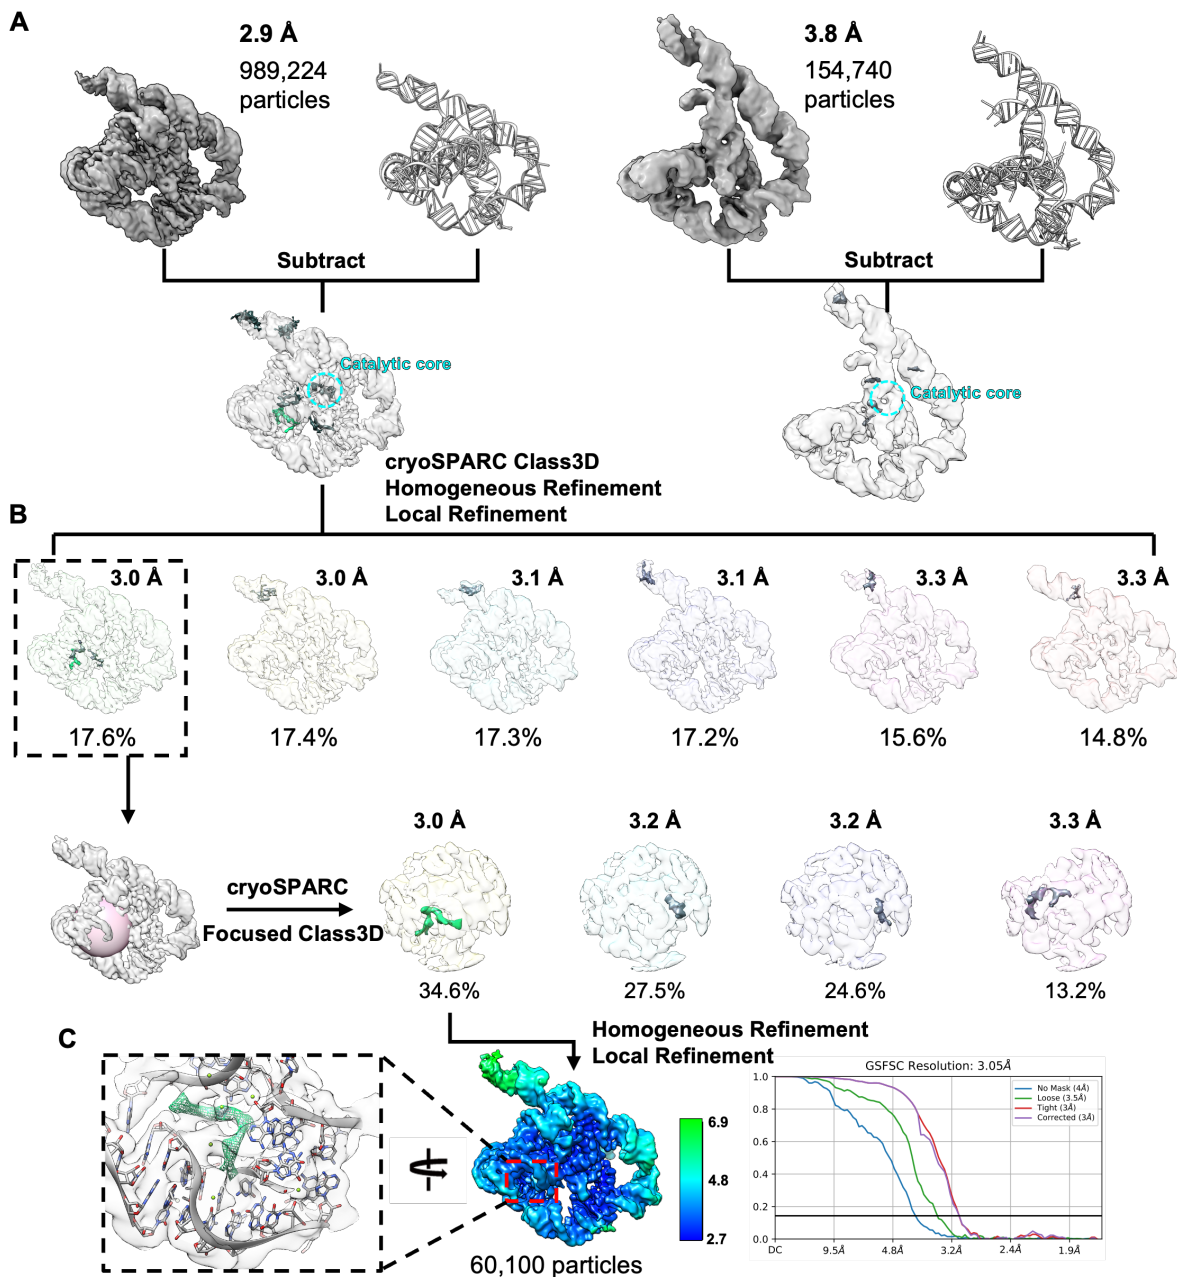 A
2.9 Å
989,224
particles
3.8 Å
154,740
particles
Subtract
Subtract
Catalytic core
Catalytic core
cryoSPARC Class3D
Homogeneous Refinement
Local Refinement
B
3.0 Å
3.0 Å
3.1 Å
3.1 Å
3.3 Å
3.3 Å
17.6%
17.4%
17.3%
17.2%
15.6%
14.8%
cryoSPARC
Focused Class3D
3.0 Å
3.2 Å
3.2 Å
3.3 Å
34.6%
27.5%
24.6%
13.2%
Homogeneous Refinement
Local Refinement
C
6.9
4.8
2.7
60,100 particles
GSFSC Resolution: 3.05Å
No Mask (4Å)
Loose (3.5Å)
Tight (3Å)
Corrected (3Å)
1.0
0.8
0.6
0.4
0.2
0.0
DC
9.5Å
4.8Å
3.2Å
2.4Å
1.9Å